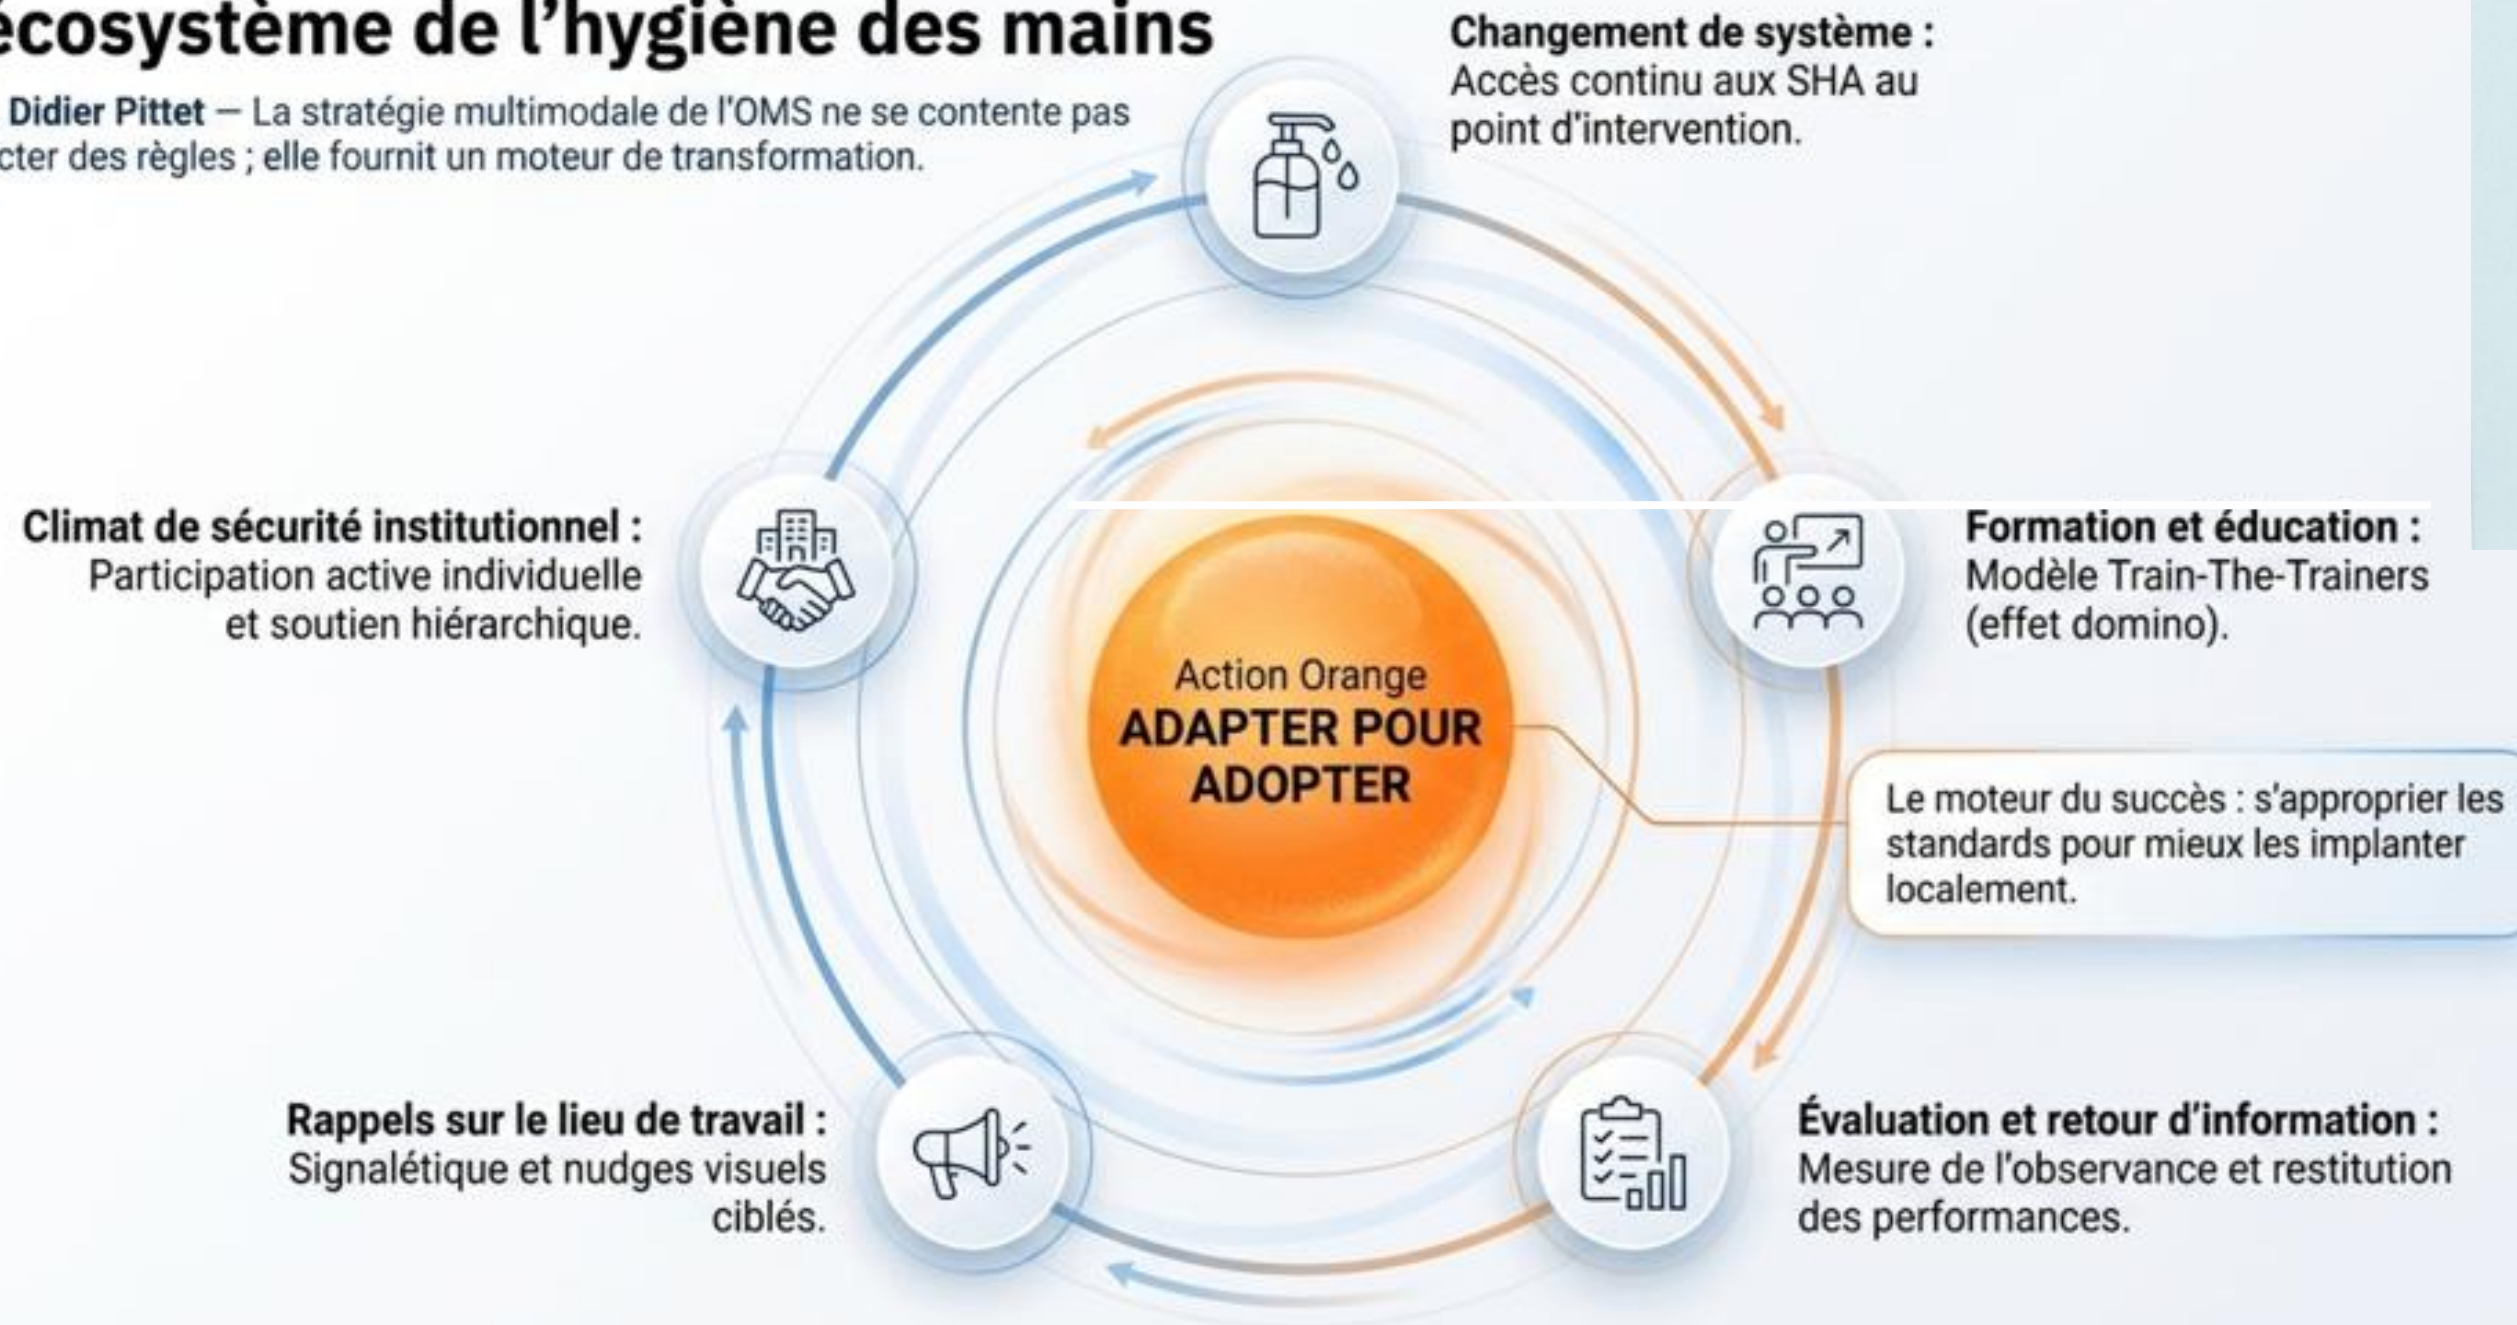 écosystème de l'hygiène des mains
Didier Pittet — La stratégie multimodale de l'OMS ne se contente pas
cter des règles ; elle fournit un moteur de transformation.
Changement de système :
Accès continu aux SHA au
point d'intervention.
Climat de sécurité institutionnel :
Participation active individuelle
et soutien hiérarchique.
Formation et éducation :
Modèle Train-The-Trainers
(effet domino).
Action Orange
ADAPTER POUR
ADOPTER
Le moteur du succès : s'approprier les
standards pour mieux les implanter
localement.
Rappels sur le lieu de travail :
Signalétique et nudges visuels
ciblés.
Évaluation et retour d'information :
Mesure de l'observance et restitution
des performances.